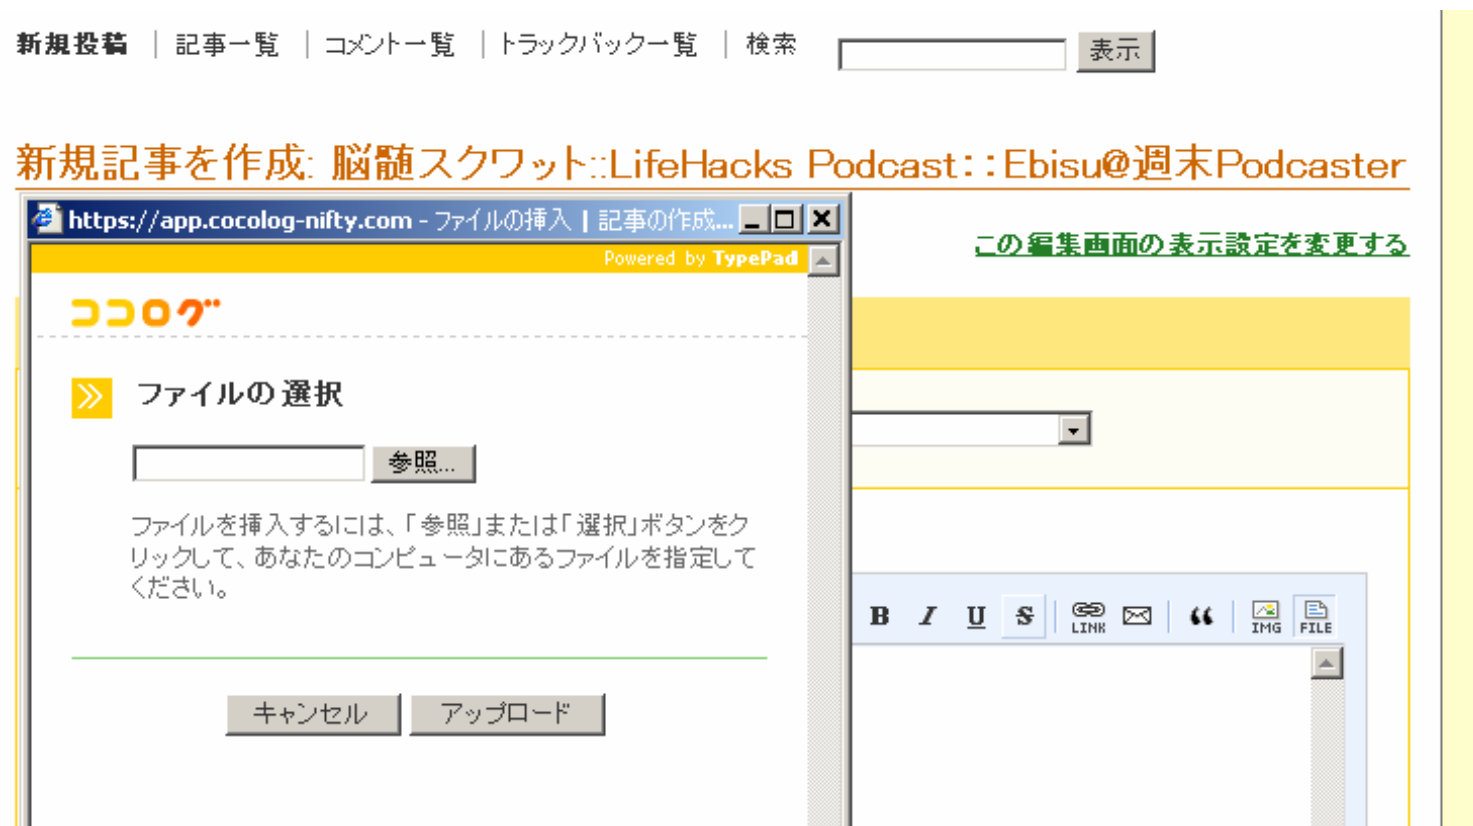 新規投稿 | 記事一覧 | コメント一覧 | トラックバック一覧 | 検索 表示
新規記事を作成: 脳髄スクワット::LifeHacks Podcast::Ebisu@週末Podcaster
https://app.cocolog-nifty.com - ファイルの挿入 | 記事の作成...
この編集画面の表示設定を変更する
Powered by TypePad
ココログ
ファイルの選択
参照...
ファイルを挿入するには、「参照」または「選択」ボタンをク
リックして、あなたのコンピュータにあるファイルを指定して
ください。
B I U S LINK “ IMG FILE
キャンセル アップロード